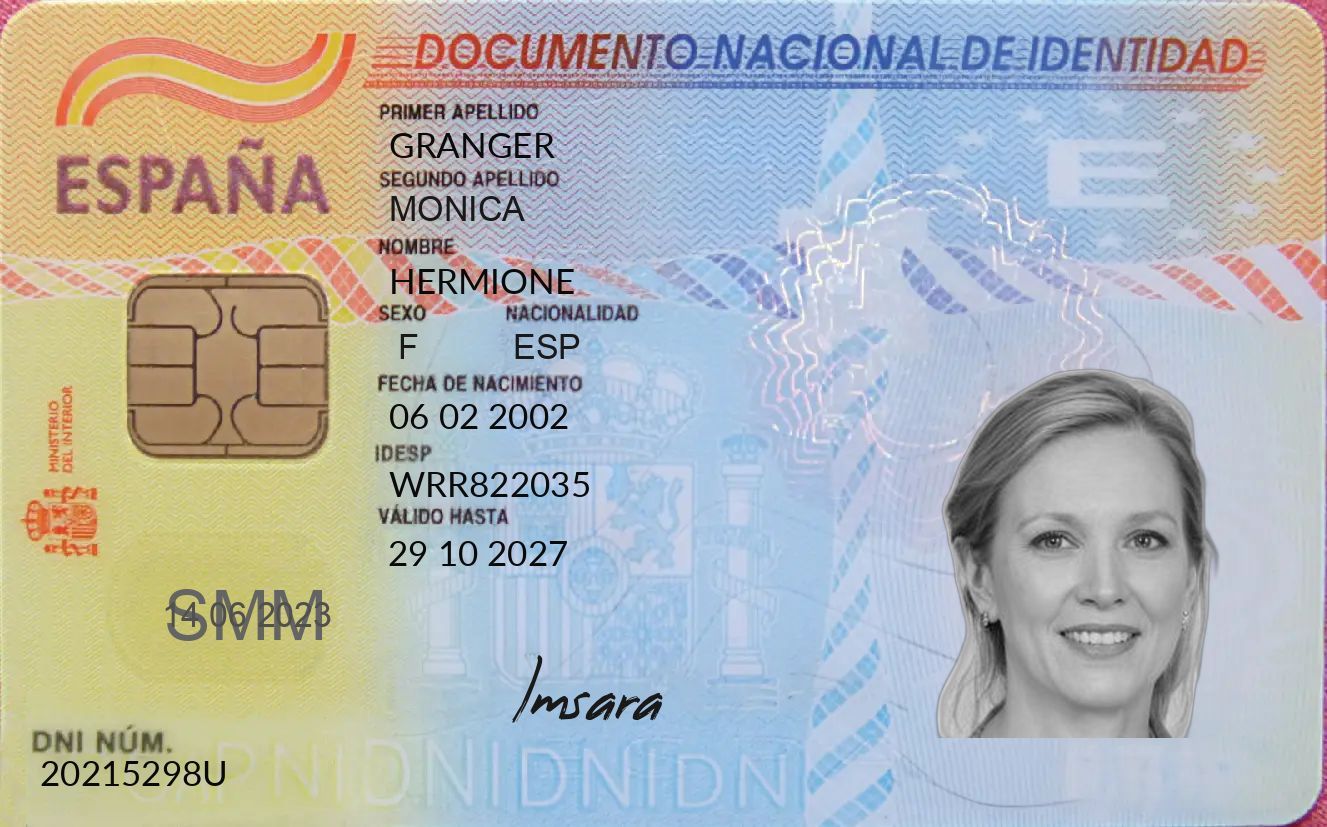 DOCUMENTO NACIONAL DE IDENTIDAD
ESPAÑA
PRIMER APELLIDO
GRANGER
SEGUNDO APELLIDO
MONICA
NOMBRE
HERMIONE
SEXO NACIONALIDAD
F ESP
FECHA DE NACIMIENTO
06 02 2002
IDESP
WRR822035
VÁLIDO HASTA
29 10 2027
MINISTERIO
DEL INTERIOR
E
SMM
14 06 2023
Imsara
DNI NÚM.
20215298U
DNIDNIDNIDNI